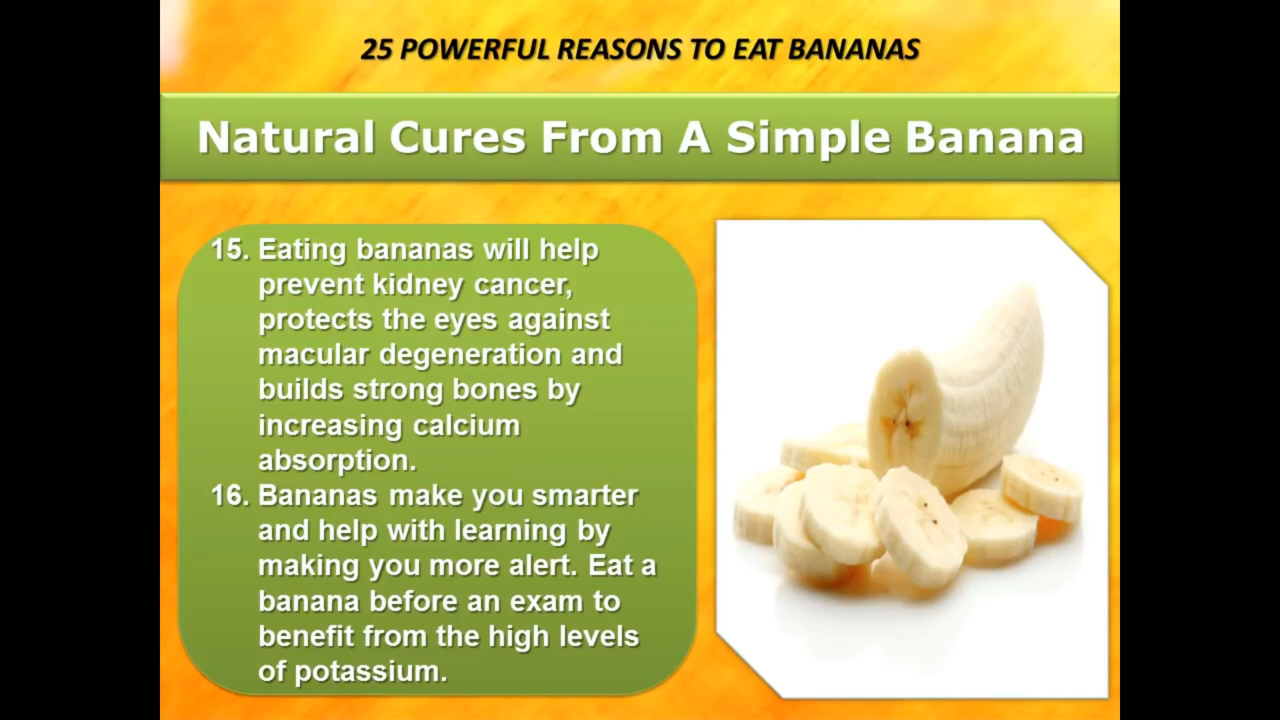 25 POWERFUL REASONS TO EAT BANANAS
Natural Cures From A Simple Banana
15. Eating bananas will help
prevent kidney cancer,
protects the eyes against
macular degeneration and
builds strong bones by
increasing calcium
absorption.
16. Bananas make you smarter
and help with learning by
making you more alert. Eat a
banana before an exam to
benefit from the high levels
of potassium.